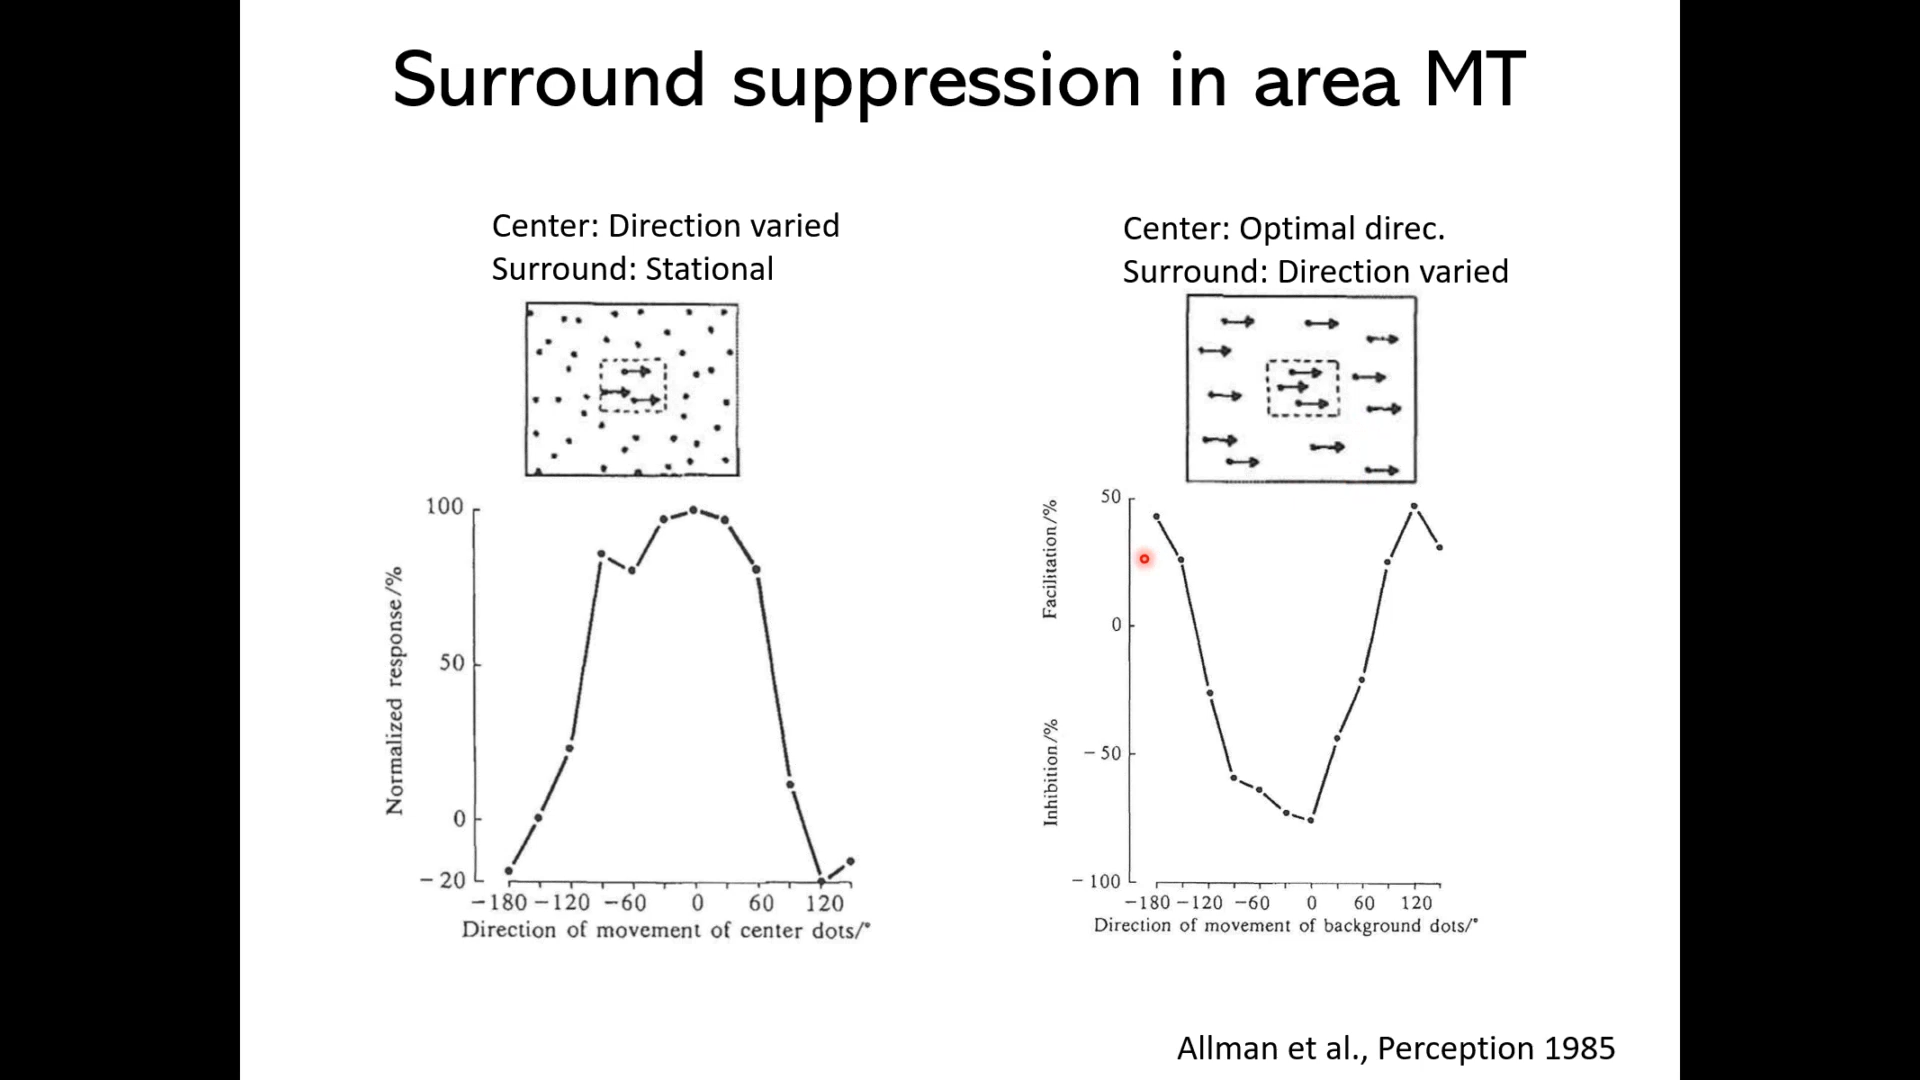 Surround suppression in area MT
Center: Direction varied
Surround: Stational
100
50
0
−20
Normalized response/%
−180 −120 −60 0 60 120
Direction of movement of center dots/°
Center: Optimal direc.
Surround: Direction varied
50
0
−50
−100
Facilitation/%
Inhibition/%
−180 −120 −60 0 60 120
Direction of movement of background dots/°
Allman et al., Perception 1985